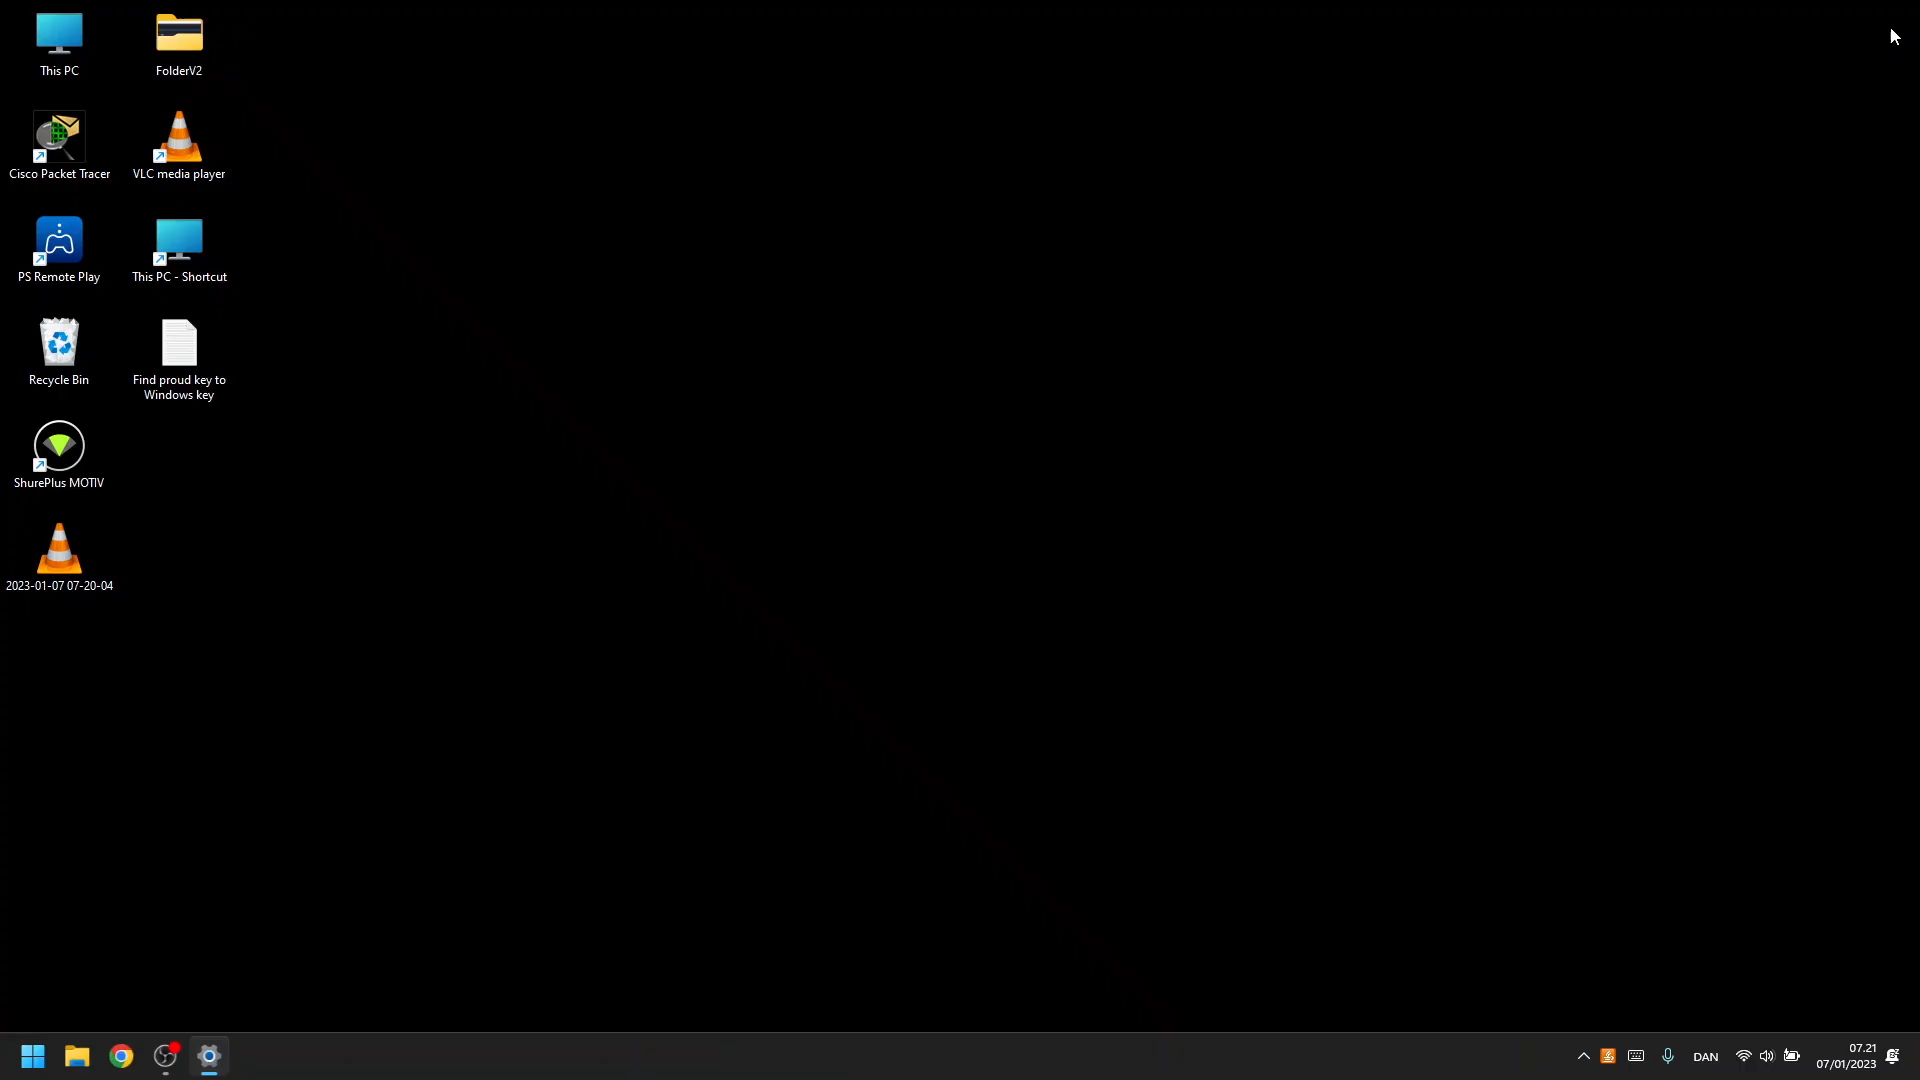 This PC
FolderV2
Cisco Packet Tracer
VLC media player
PS Remote Play
This PC - Shortcut
Recycle Bin
Find proud key to
Windows key
ShurePlus MOTIV
2023-01-07 07-20-04
DAN
07.21
07/01/2023